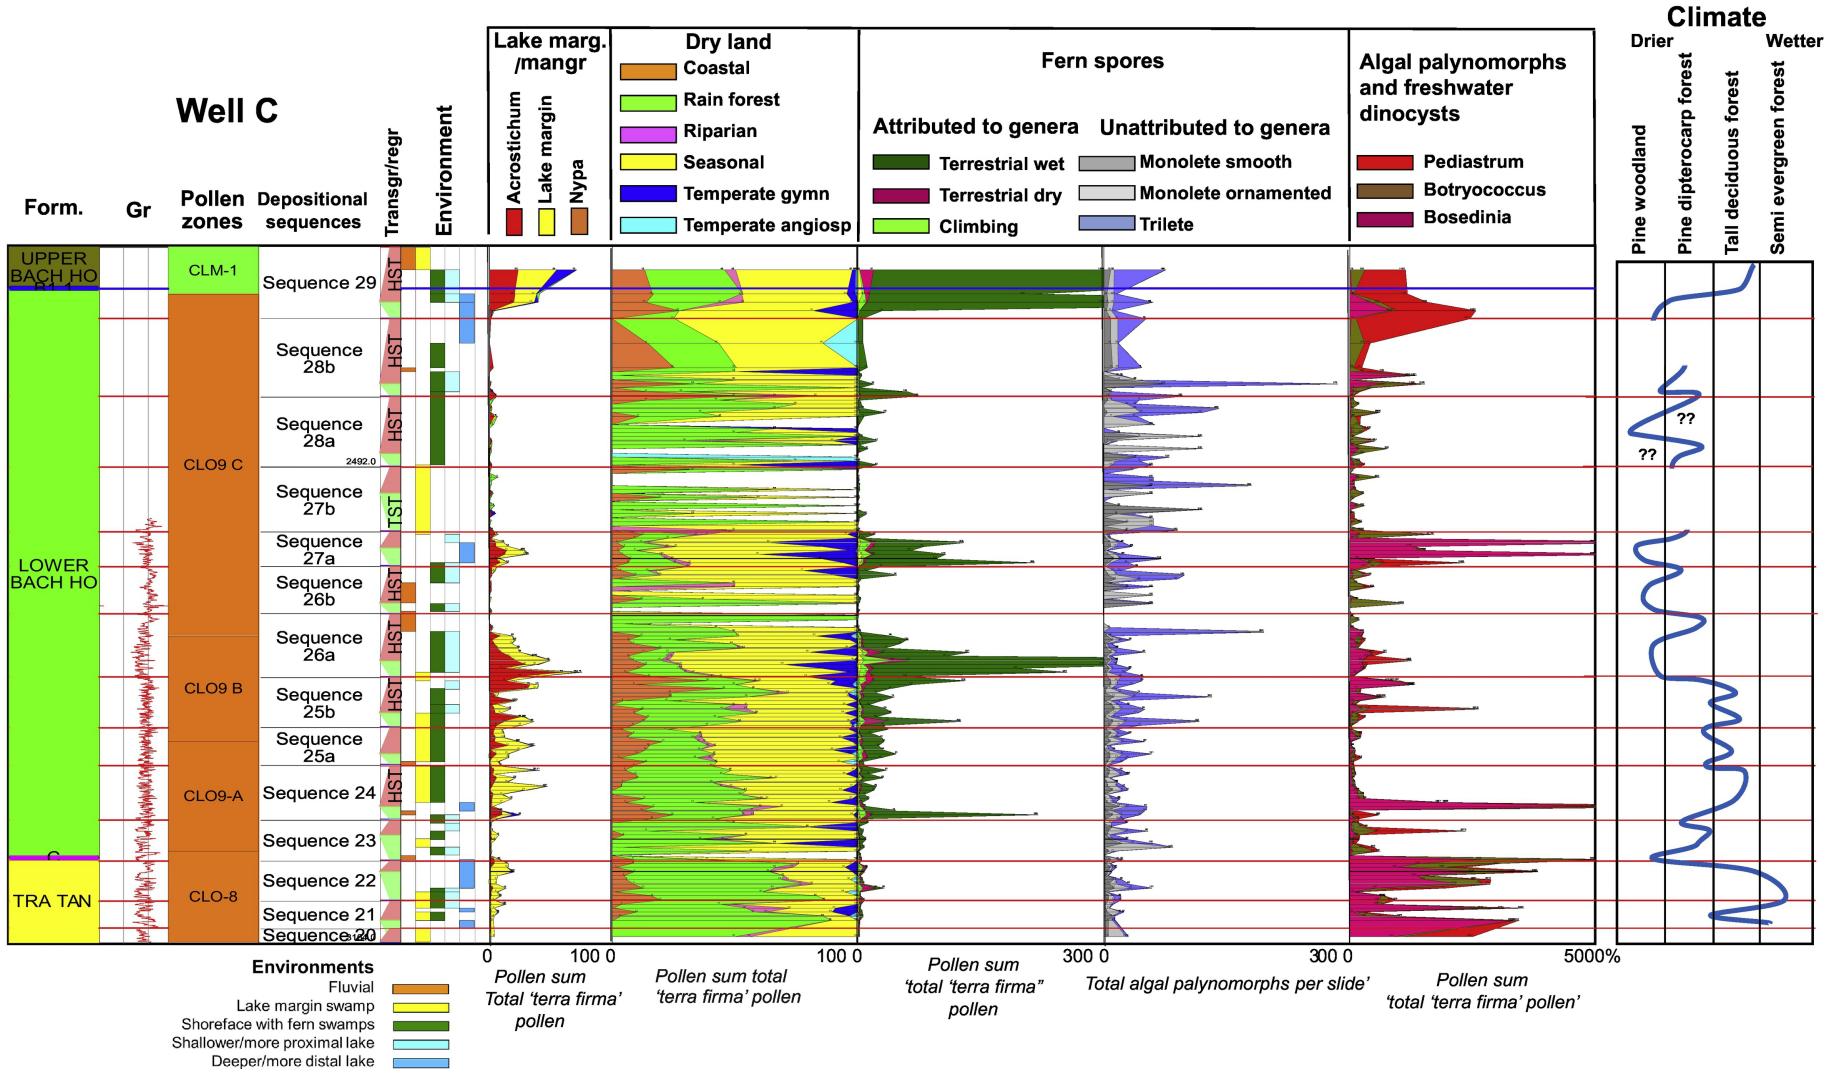 Climate
Drier
Wetter
Pine woodland
Pine dipterocarp forest
Tall deciduous forest
Semi evergreen forest
Well C
Form.
Gr
Pollen
zones
Depositional
sequences
Transgr/regr
Environment
Lake marg.
/mangr
Acrostichum
Lake margin
Nypa
Dry land
Coastal
Rain forest
Riparian
Seasonal
Temperate gymn
Temperate angiosp
Fern spores
Attributed to genera
Unattributed to genera
Terrestrial wet
Terrestrial dry
Climbing
Monolete smooth
Monolete ornamented
Trilete
Algal palynomorphs
and freshwater
dinocysts
Pediastrum
Botryococcus
Bosedinia
UPPER
BACH HO
LOWER
BACH HO
TRA TAN
CLM-1
CLO9 C
CLO9 B
CLO9-A
CLO-8
Sequence 29
Sequence
28b
Sequence
28a
2492.0
Sequence
27b
Sequence
27a
Sequence
26b
Sequence
26a
Sequence
25b
Sequence
25a
Sequence 24
Sequence 23
Sequence 22
Sequence 21
Sequence 20
HST
HST
HST
TST
HST
HST
HST
HST
??
??
0
100
0
100
0
300
0
300
0
5000%
Pollen sum
Total ‘terra firma’
pollen
Pollen sum total
‘terra firma’ pollen
Pollen sum
‘total ‘terra firma”
pollen
Total algal palynomorphs per slide’
Pollen sum
‘total ‘terra firma’ pollen’
Environments
Fluvial
Lake margin swamp
Shoreface with fern swamps
Shallower/more proximal lake
Deeper/more distal lake